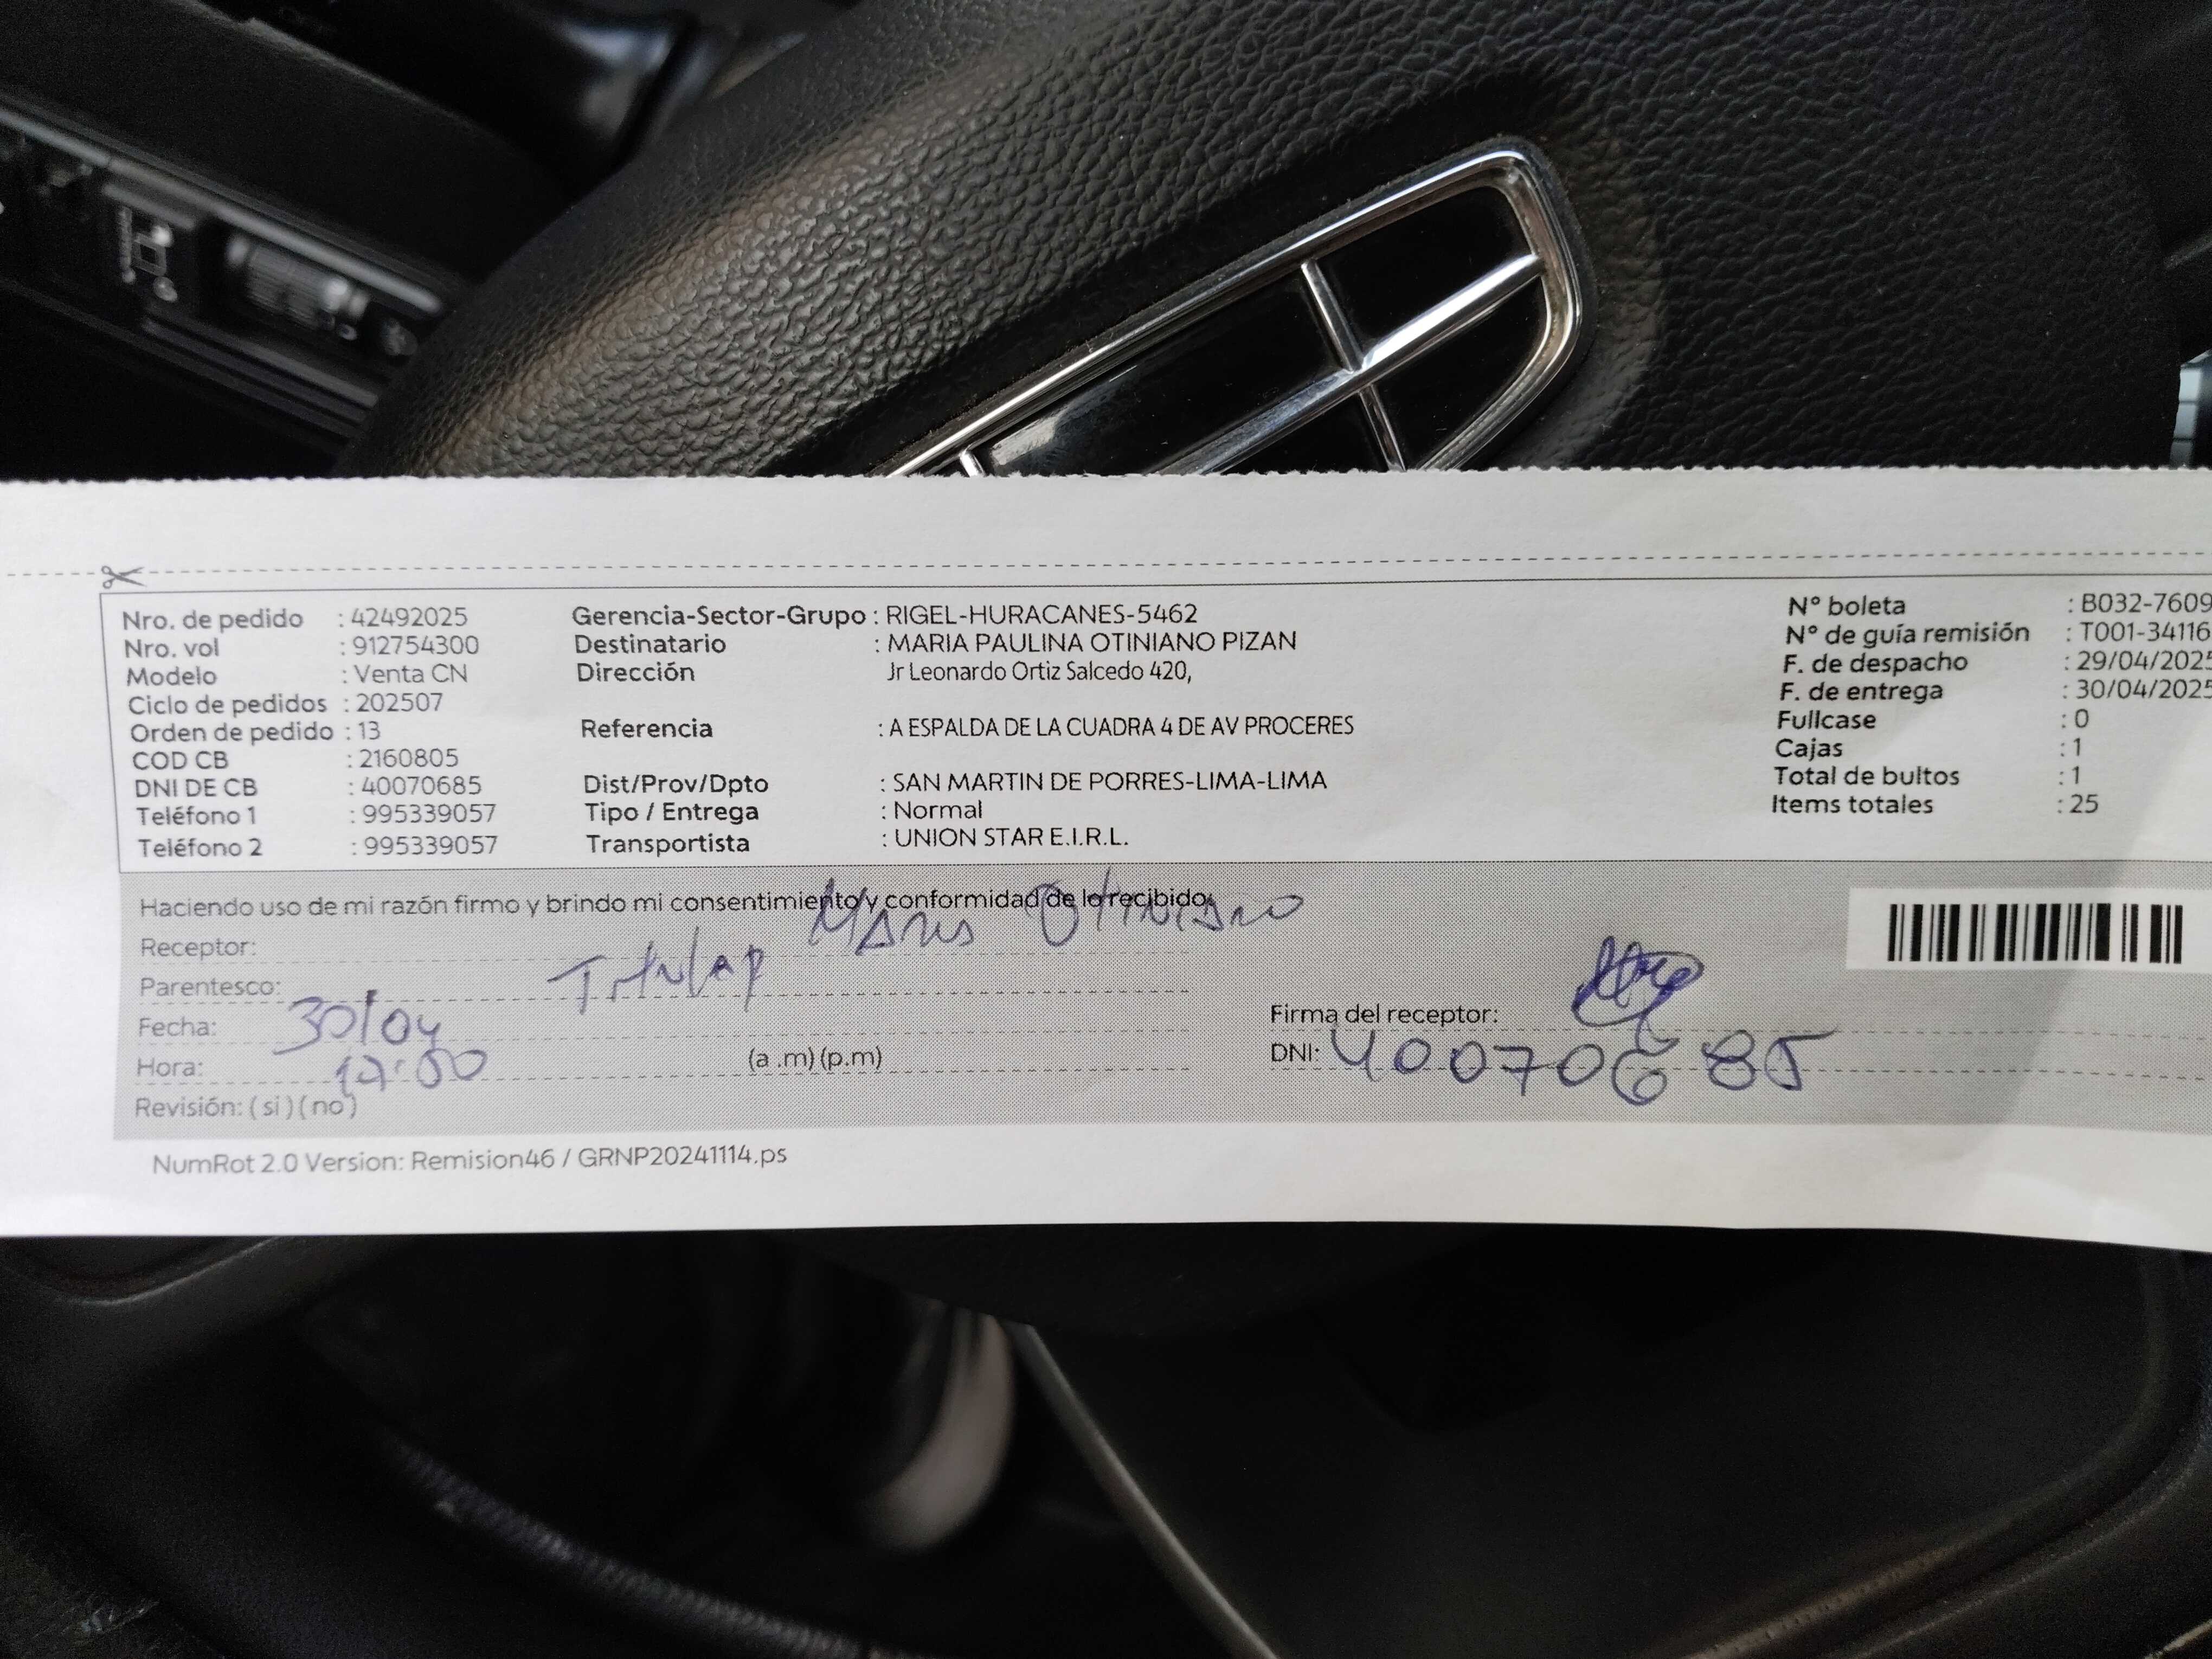 Nro. de pedido : 42492025
Nro. vol : 912754300
Modelo : Venta CN
Ciclo de pedidos : 202507
Orden de pedido : 13
COD CB : 2160805
DNI DE CB : 40070685
Teléfono 1 : 995339057
Teléfono 2 : 995339057
Gerencia-Sector-Grupo : RIGEL-HURACANES-5462
Destinatario : MARIA PAULINA OTINIANO PIZAN
Dirección Jr Leonardo Ortiz Salcedo 420,
Referencia : A ESPALDA DE LA CUADRA 4 DE AV PROCERES
Dist/Prov/Dpto : SAN MARTIN DE PORRES-LIMA-LIMA
Tipo / Entrega : Normal
Transportista : UNION STAR E.I.R.L.
N° boleta : B032-7609
N° de guía remisión : T001-34116
F. de despacho : 29/04/2025
F. de entrega : 30/04/2025
Fullcase : 0
Cajas : 1
Total de bultos : 1
Items totales : 25
Haciendo uso de mi razón firmo y brindo mi consentimiento y conformidad de lo recibido:
Receptor: Maria Otiniano
Parentesco: Titular
Fecha: 30/04
Hora: (a .m) (p.m)
Revisión: ( si ) ( no )
Firma del receptor:
DNI: 40070685
NumRot 2.0 Version: Remision46 / GRNP20241114.ps